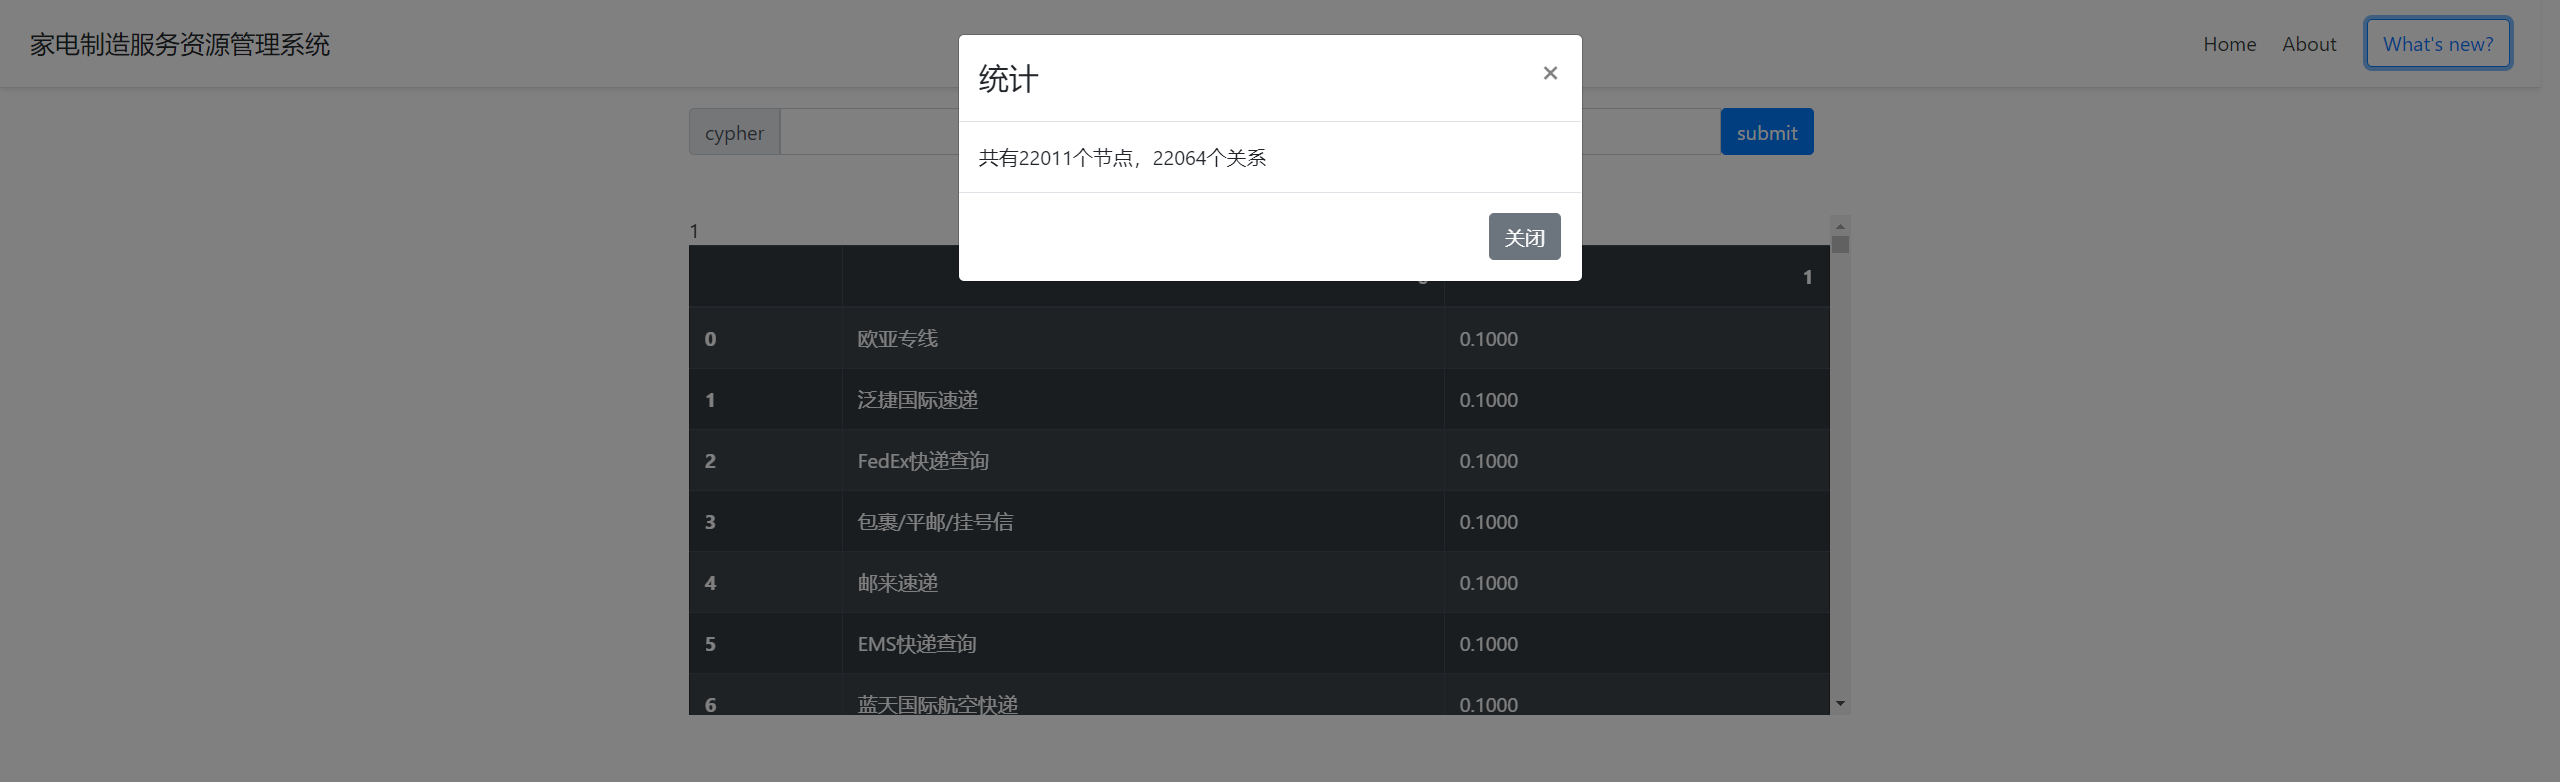 家电制造服务资源管理系统
Home About What's new?
统计 ×
cypher submit
共有22011个节点，22064个关系
关闭
1
1
0 欧亚专线 0.1000
1 泛捷国际速递 0.1000
2 FedEx快递查询 0.1000
3 包裹/平邮/挂号信 0.1000
4 邮来速递 0.1000
5 EMS快递查询 0.1000
6 蓝天国际航空快递 0.1000